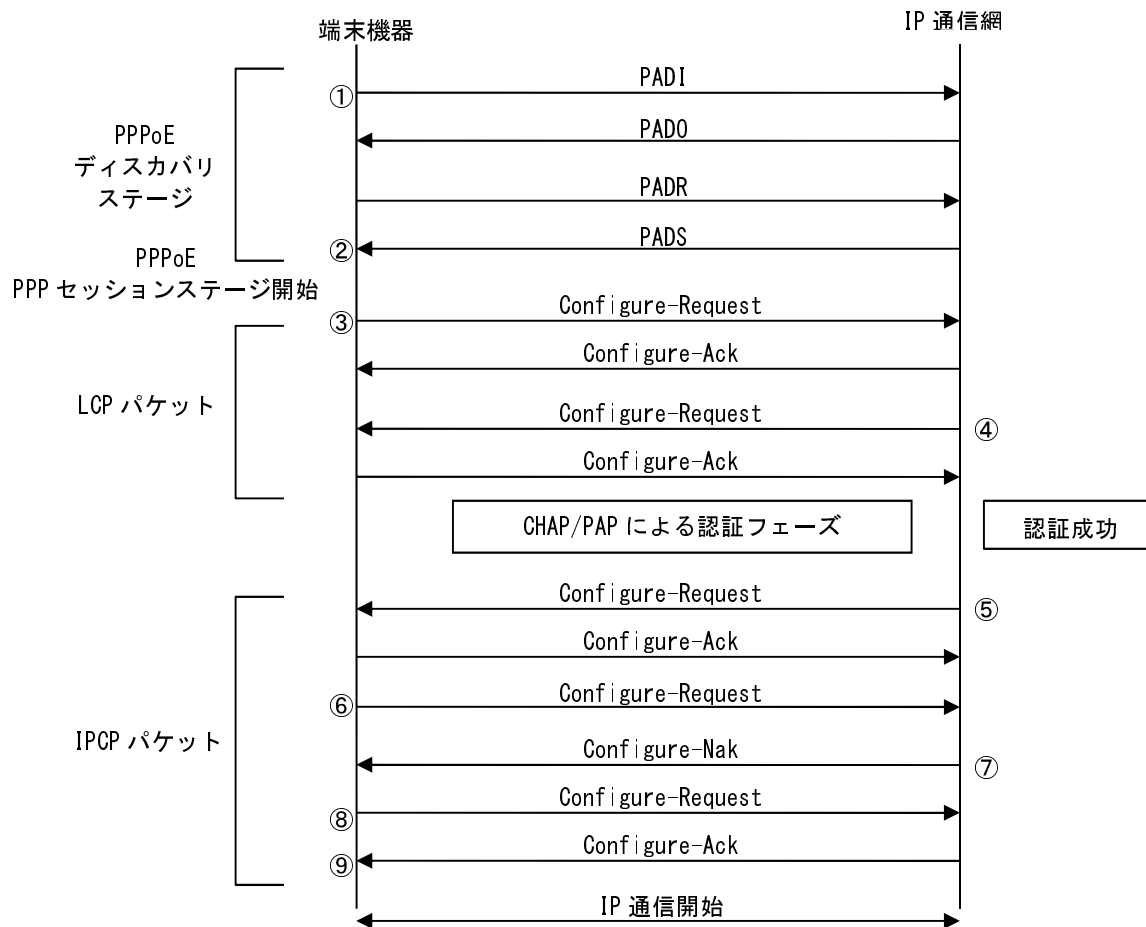 端末機器
IP 通信網
PPPoE
ディスカバリ
ステージ
①
PADI
PADO
PADR
②
PADS
PPPoE
PPP セッションステージ開始
LCP パケット
③
Configure-Request
Configure-Ack
Configure-Request
④
Configure-Ack
CHAP/PAP による認証フェーズ
認証成功
IPCP パケット
Configure-Request
⑤
Configure-Ack
⑥
Configure-Request
Configure-Nak
⑦
⑧
Configure-Request
⑨
Configure-Ack
IP 通信開始